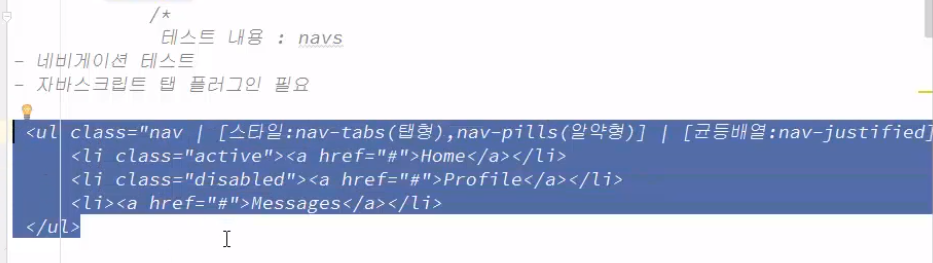 /*
테스트 내용 : navs
- 네비게이션 테스트
- 자바스크립트 탭 플러그인 필요
<ul class="nav | [스타일:nav-tabs(탭형),nav-pills(알약형)] | [균등배열:nav-justified]
<li class="active"><a href="#">Home</a></li>
<li class="disabled"><a href="#">Profile</a></li>
<li><a href="#">Messages</a></li>
</ul>